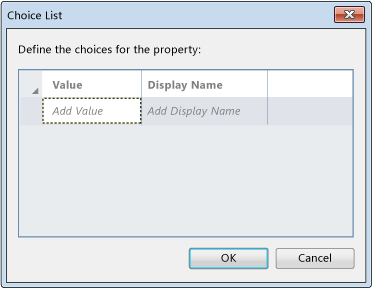 Choice List
Define the choices for the property:
Value Display Name
Add Value Add Display Name
OK Cancel